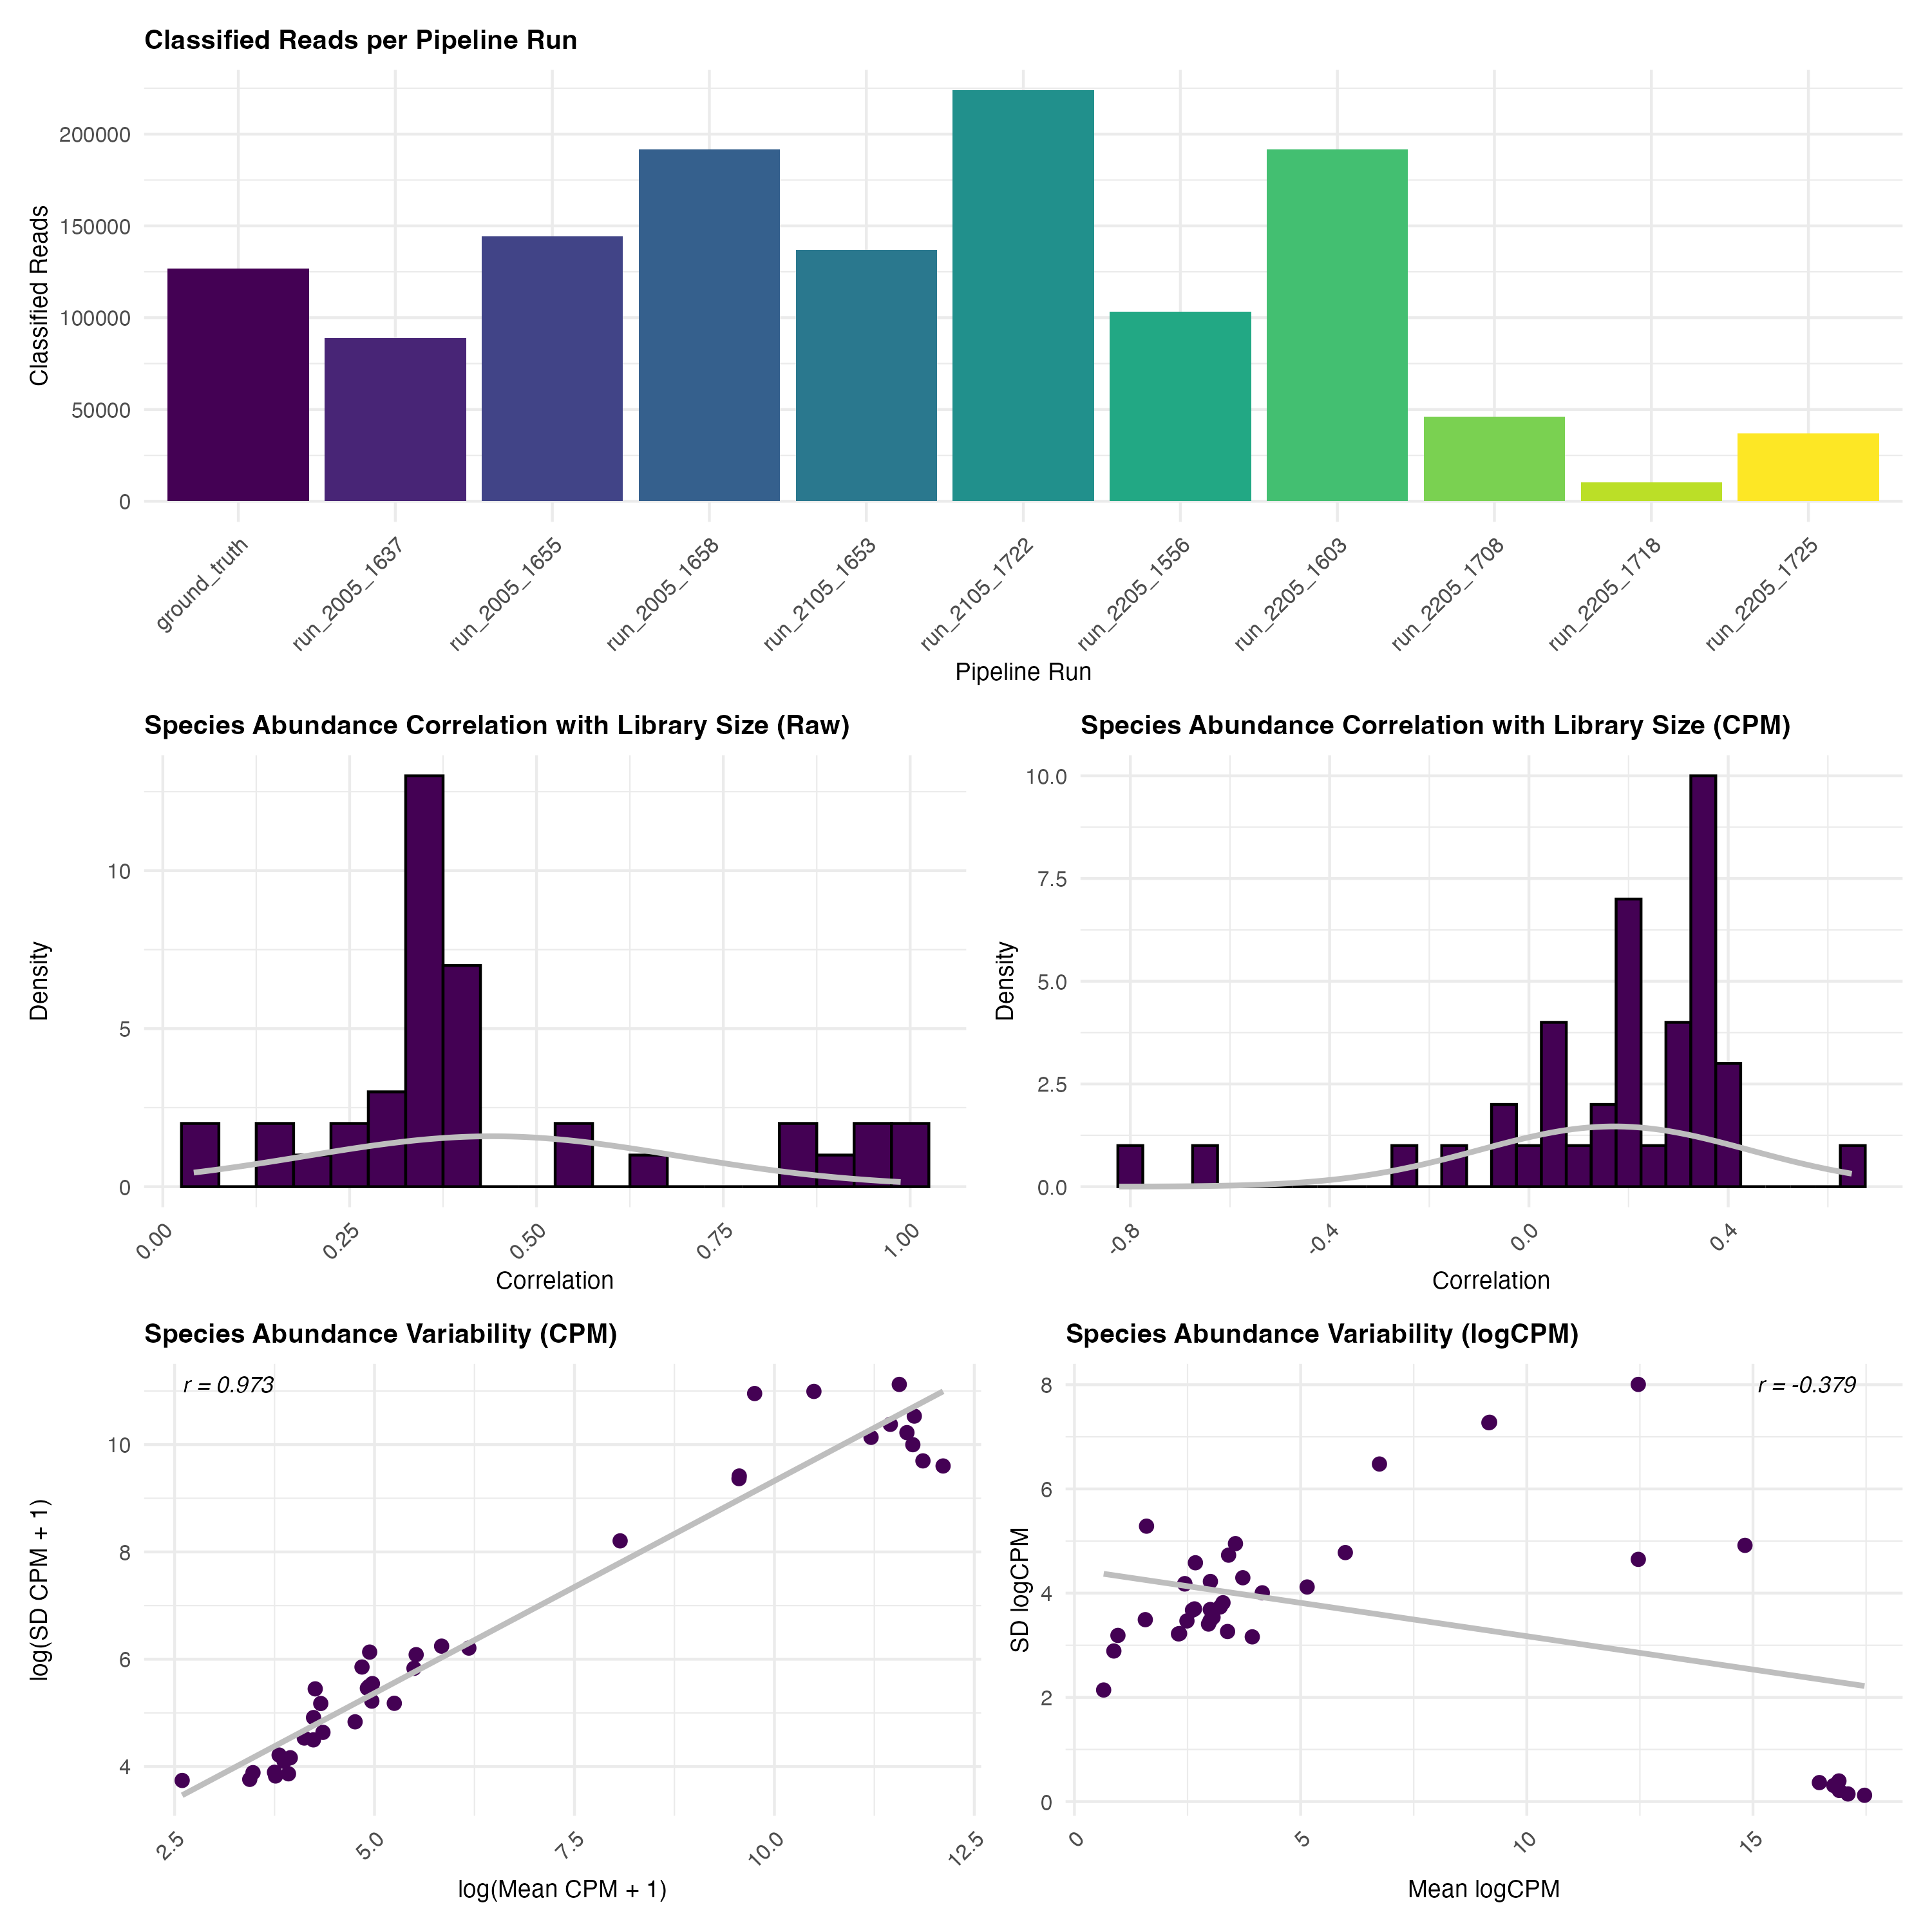 Classified Reads per Pipeline Run
Classified Reads
200000
150000
100000
50000
0
ground_truth
run_2005_1637
run_2005_1655
run_2005_1658
run_2105_1653
run_2105_1722
run_2205_1556
run_2205_1603
run_2205_1708
run_2205_1718
run_2205_1725
Pipeline Run
Species Abundance Correlation with Library Size (Raw)
Density
10
5
0
0.00
0.25
0.50
0.75
1.00
Correlation
Species Abundance Correlation with Library Size (CPM)
Density
10.0
7.5
5.0
2.5
0.0
-0.8
-0.4
0.0
0.4
Correlation
Species Abundance Variability (CPM)
r = 0.973
log(SD CPM + 1)
10
8
6
4
2.5
5.0
7.5
10.0
12.5
log(Mean CPM + 1)
Species Abundance Variability (logCPM)
r = -0.379
SD logCPM
8
6
4
2
0
0
5
10
15
Mean logCPM